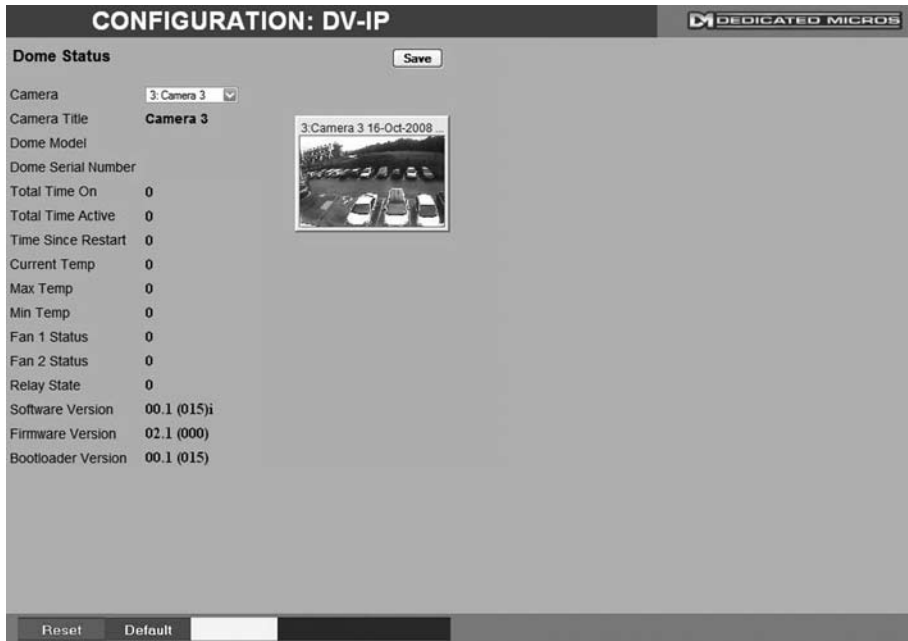 CONFIGURATION: DV-IP
DEDICATED MICROS
Dome Status
Save
Camera 3: Camera 3
Camera Title Camera 3
3:Camera 3 16-Oct-2008 ...
Dome Model
Dome Serial Number
Total Time On 0
Total Time Active 0
Time Since Restart 0
Current Temp 0
Max Temp 0
Min Temp 0
Fan 1 Status 0
Fan 2 Status 0
Relay State 0
Software Version 00.1 (015)i
Firmware Version 02.1 (000)
Bootloader Version 00.1 (015)
Reset Default